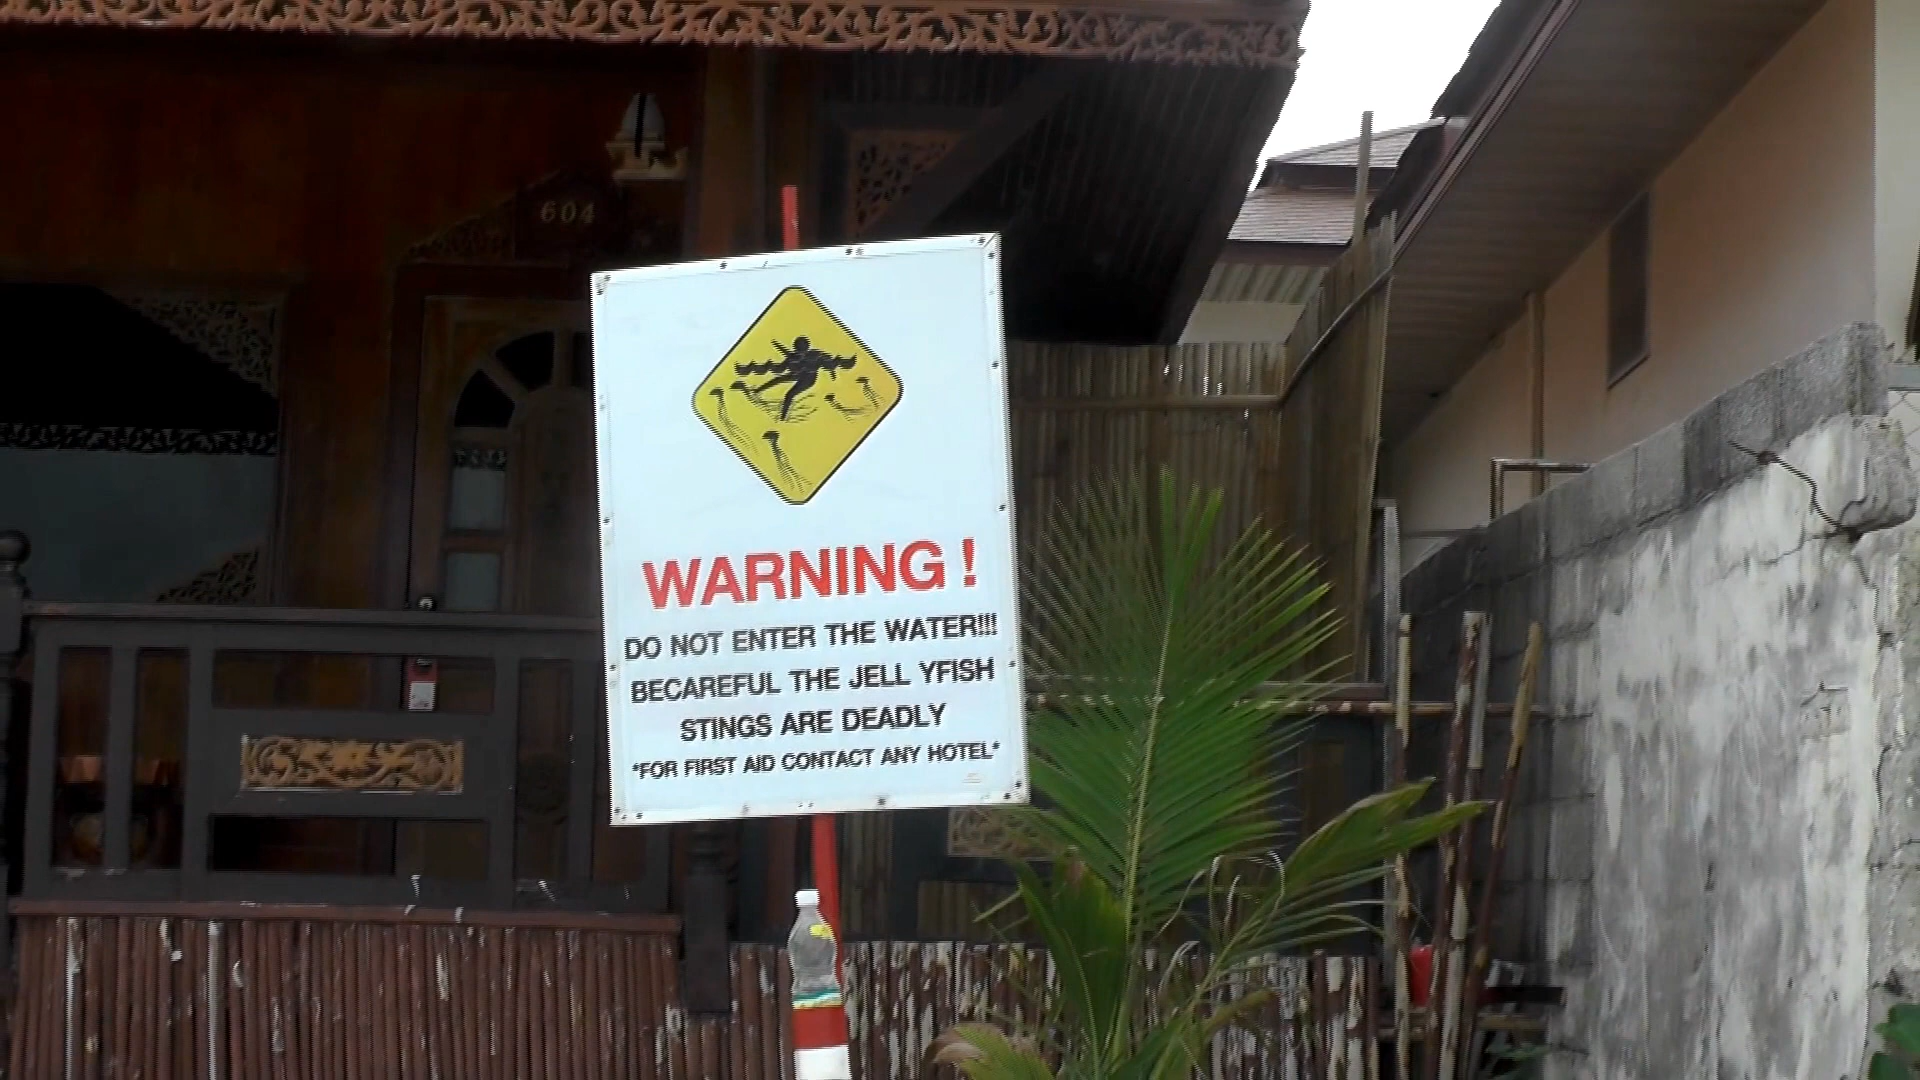 604
WARNING !
DO NOT ENTER THE WATER!!!
BECAREFUL THE JELL YFISH
STINGS ARE DEADLY
*FOR FIRST AID CONTACT ANY HOTEL*